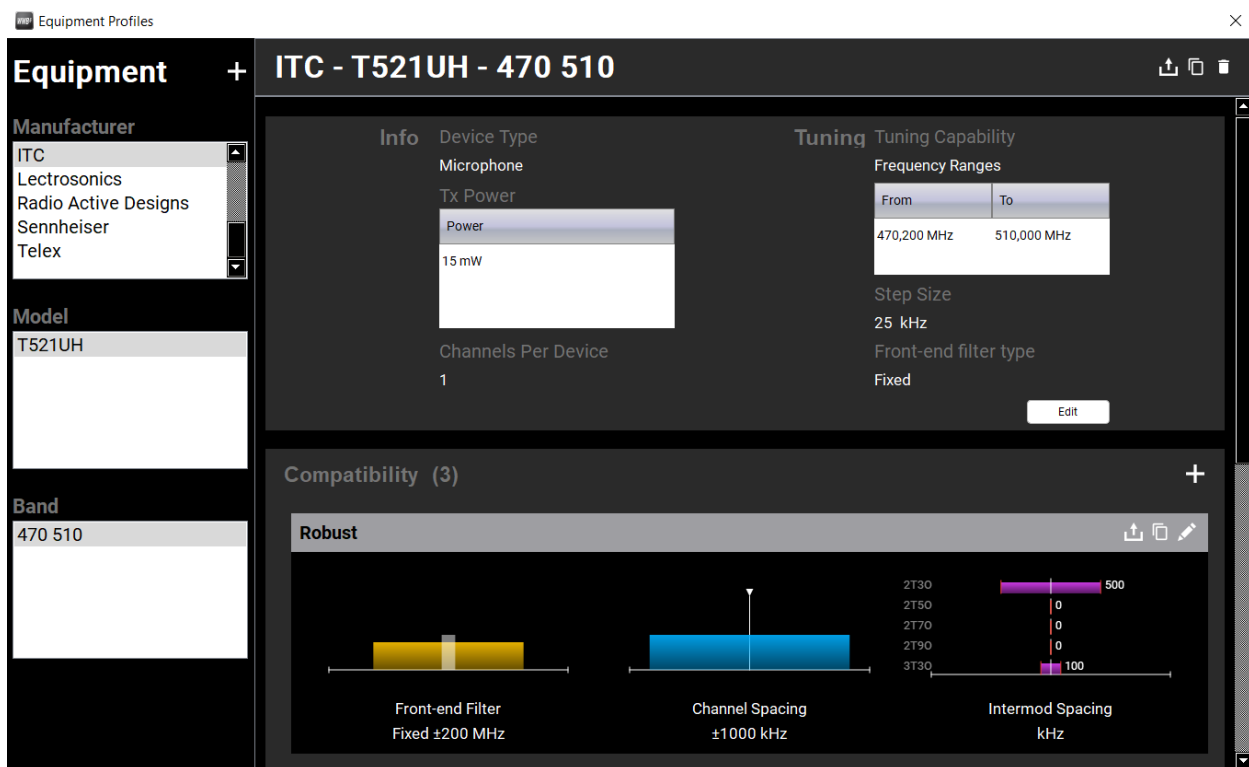 WWB
Equipment Profiles
Equipment
ITC - T521UH - 470 510
Manufacturer
ITC
Lectrosonics
Radio Active Designs
Sennheiser
Telex
Model
T521UH
Band
470 510
Info
Device Type
Microphone
Tx Power
Power
15 mW
Channels Per Device
1
Tuning
Tuning Capability
Frequency Ranges
From To
470,200 MHz 510,000 MHz
Step Size
25 kHz
Front-end filter type
Fixed
Edit
Compatibility (3)
Robust
Front-end Filter
Fixed ±200 MHz
Channel Spacing
±1000 kHz
2T3O 500
2T5O 0
2T7O 0
2T9O 0
3T3O 100
Intermod Spacing
kHz